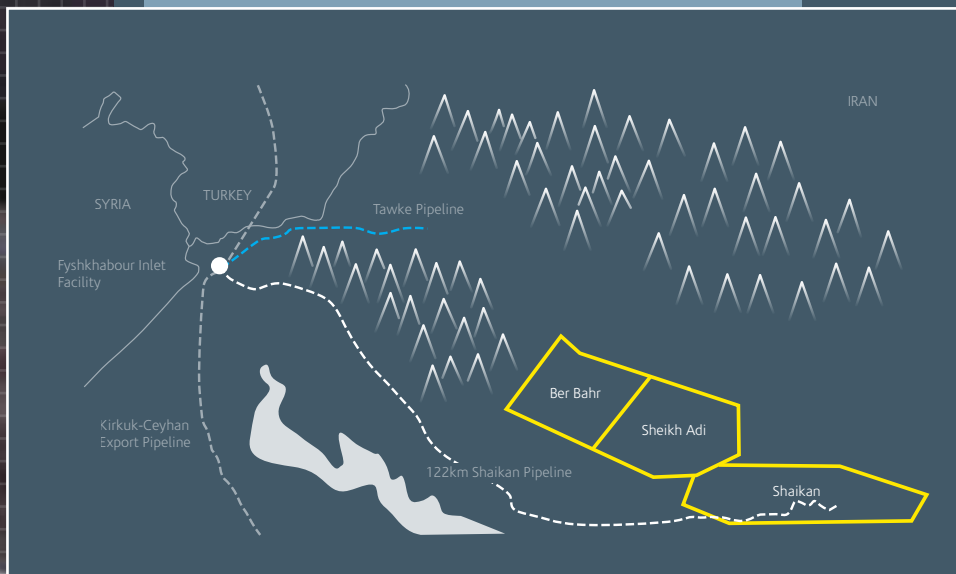 IRAN
TURKEY
SYRIA
Tawke Pipeline
Fyshkhabour Inlet
Facility
Ber Bahr
Sheikh Adi
Kirkuk-Ceyhan
Export Pipeline
122km Shaikan Pipeline
Shaikan